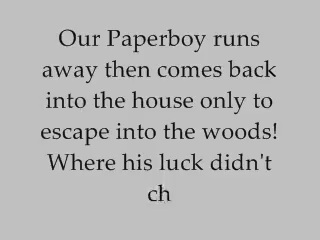 Our Paperboy runs
away then comes back
into the house only to
escape into the woods!
Where his luck didn't
ch